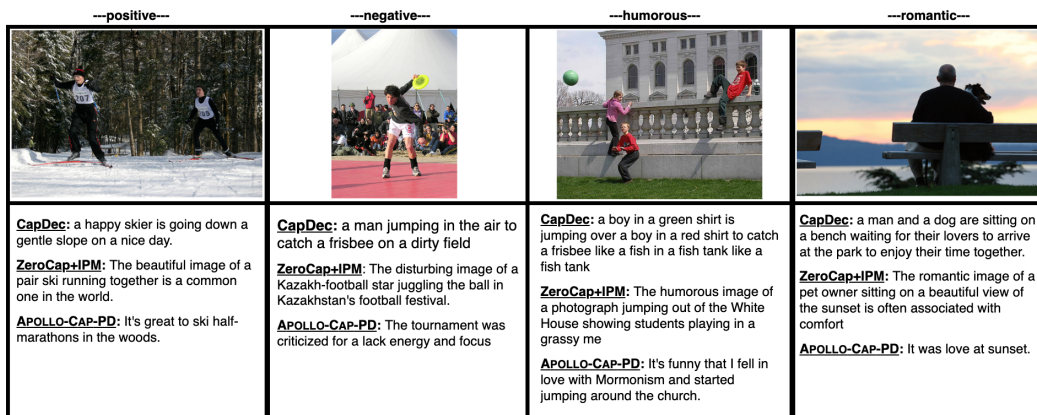 ---positive---
---negative---
---humorous---
---romantic---
CapDec: a happy skier is going down a
gentle slope on a nice day.
ZeroCap+IPM: The beautiful image of a
pair ski running together is a common
one in the world.
APOLLO-CAP-PD: It's great to ski half-
marathons in the woods.
CapDec: a man jumping in the air to
catch a frisbee on a dirty field
ZeroCap+IPM: The disturbing image of a
Kazakh-football star juggling the ball in
Kazakhstan's football festival.
APOLLO-CAP-PD: The tournament was
criticized for a lack energy and focus
CapDec: a boy in a green shirt is
jumping over a boy in a red shirt to catch
a frisbee like a fish in a fish tank like a
fish tank
ZeroCap+IPM: The humorous image of
a photograph jumping out of the White
House showing students playing in a
grassy me
APOLLO-CAP-PD: It's funny that I fell in
love with Mormonism and started
jumping around the church.
CapDec: a man and a dog are sitting on
a bench waiting for their lovers to arrive
at the park to enjoy their time together.
ZeroCap+IPM: The romantic image of a
pet owner sitting on a beautiful view of
the sunset is often associated with
comfort
APOLLO-CAP-PD: It was love at sunset.